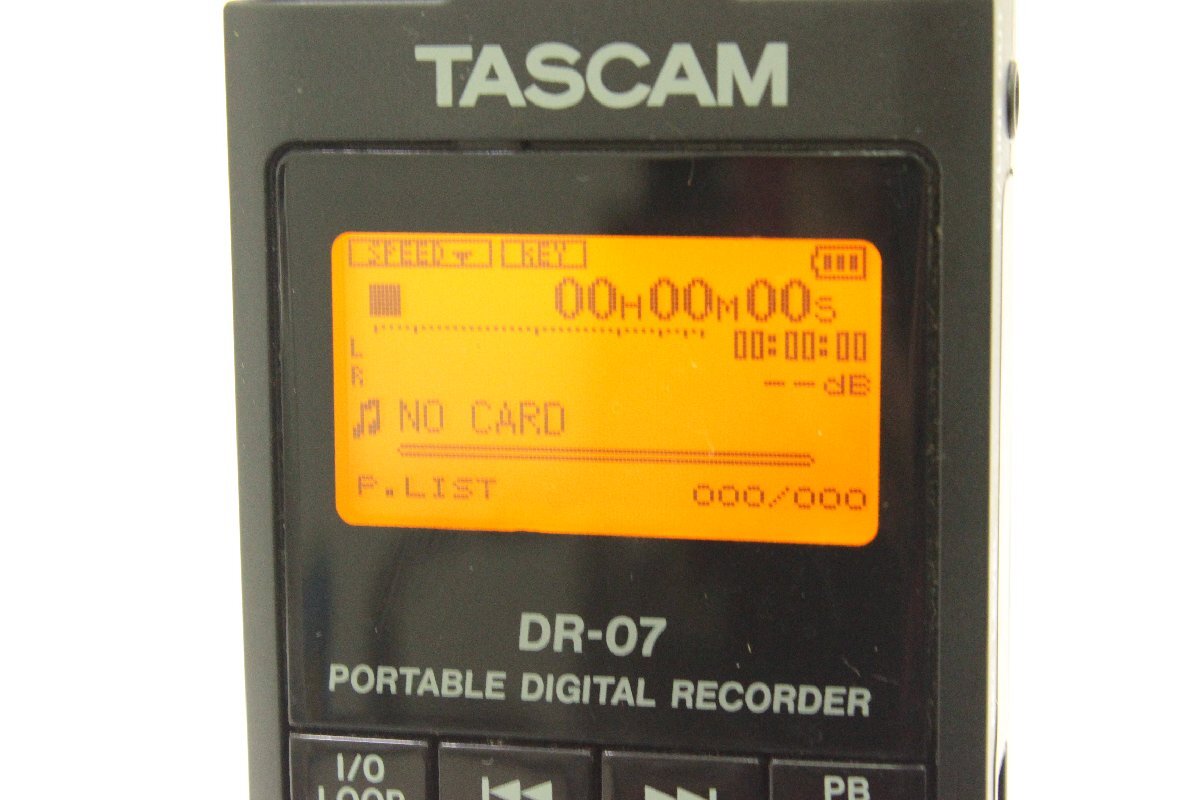 TASCAM
SPEED KEY
00H00M00S
L 00:00:00
R --dB
NO CARD
P.LIST 000/000
DR-07
PORTABLE DIGITAL RECORDER
I/O PB
LOOP